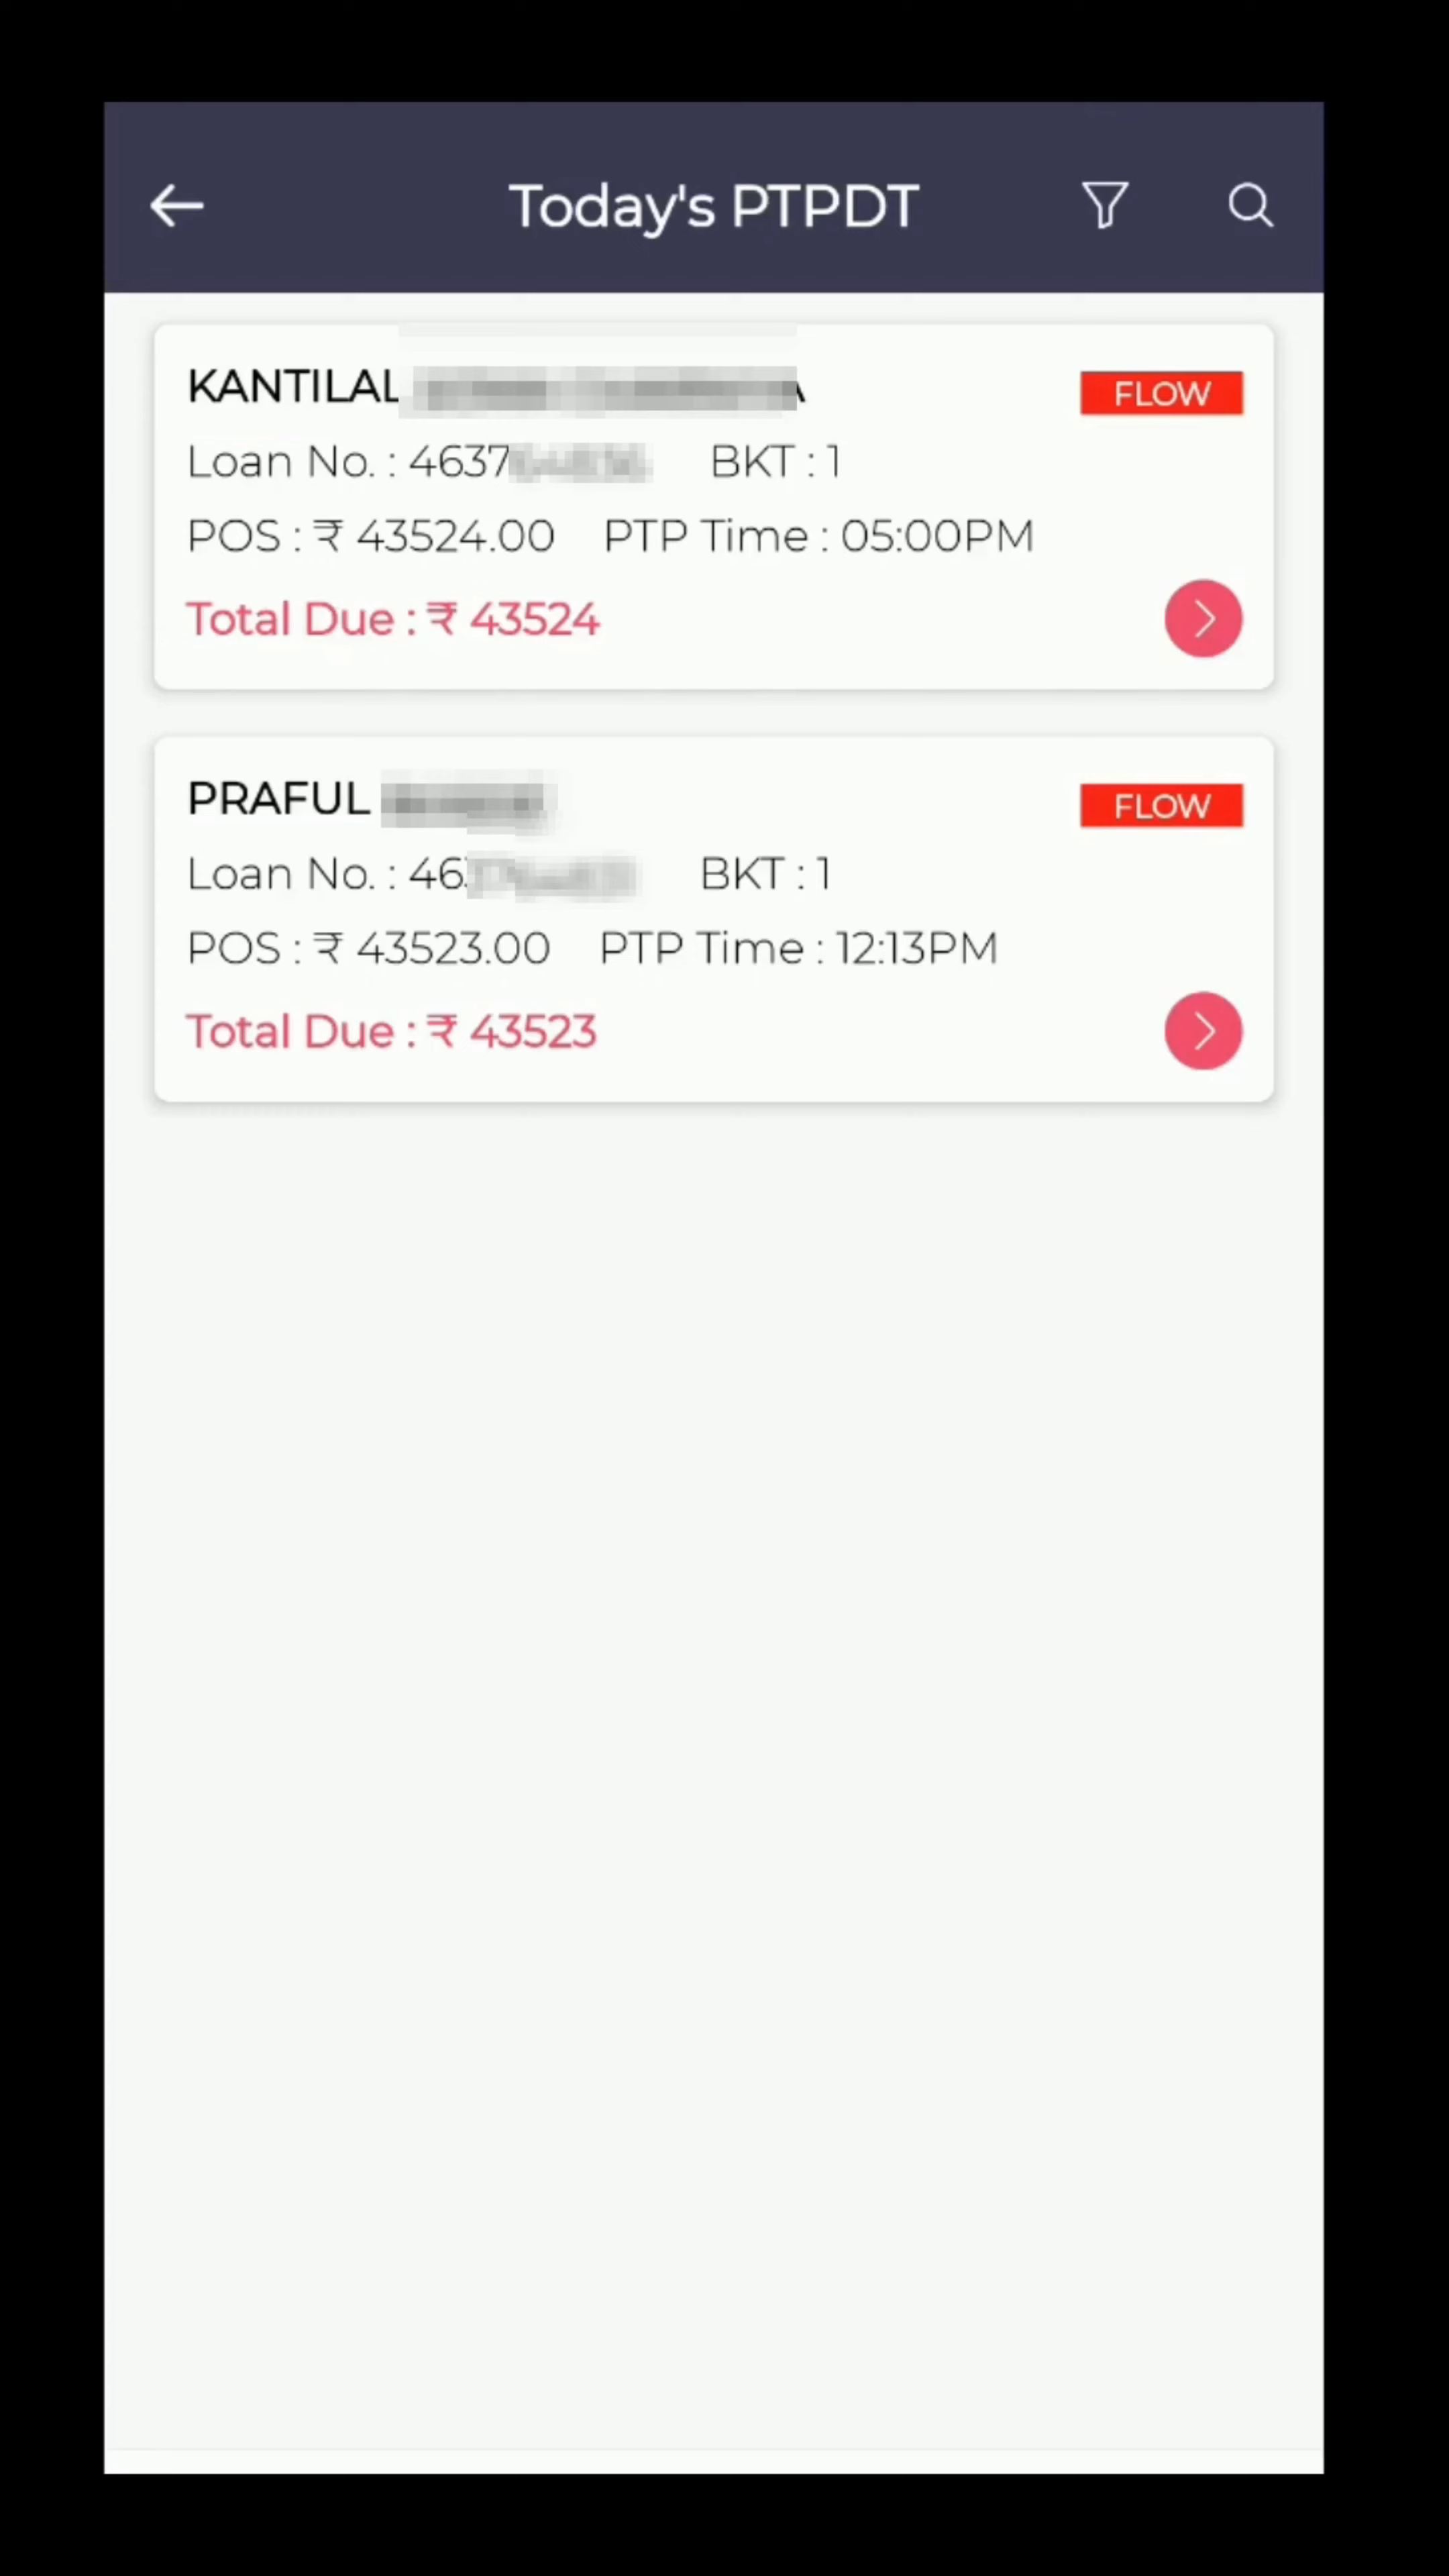 Today's PTPDT
KANTILAL
FLOW
Loan No. : 4637 BKT : 1
POS : ₹ 43524.00 PTP Time : 05:00PM
Total Due : ₹ 43524
PRAFUL
FLOW
Loan No. : 46 BKT : 1
POS : ₹ 43523.00 PTP Time : 12:13PM
Total Due : ₹ 43523